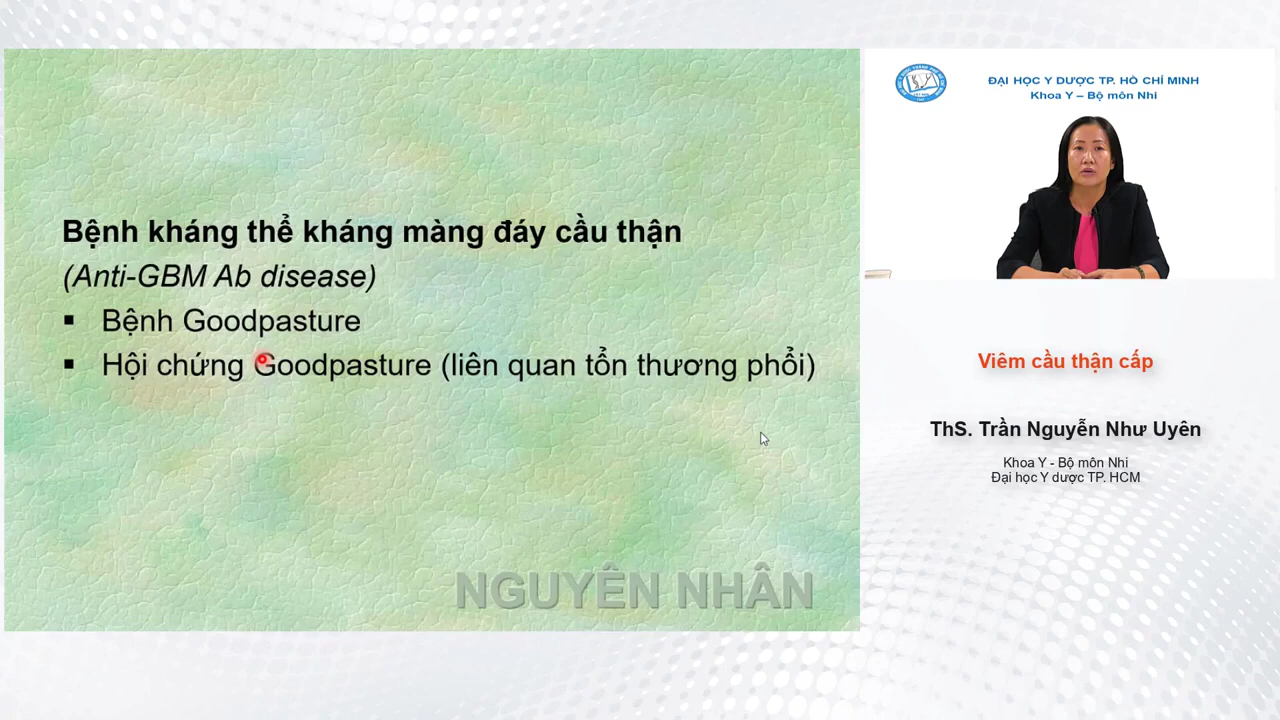 Bệnh kháng thể kháng màng đáy cầu thận
(Anti-GBM Ab disease)
▪ Bệnh Goodpasture
▪ Hội chứng Goodpasture (liên quan tổn thương phổi)
NGUYÊN NHÂN
ĐẠI HỌC Y DƯỢC TP. HỒ CHÍ MINH
Khoa Y – Bộ môn Nhi
Viêm cầu thận cấp
ThS. Trần Nguyễn Như Uyên
Khoa Y - Bộ môn Nhi
Đại học Y dược TP. HCM